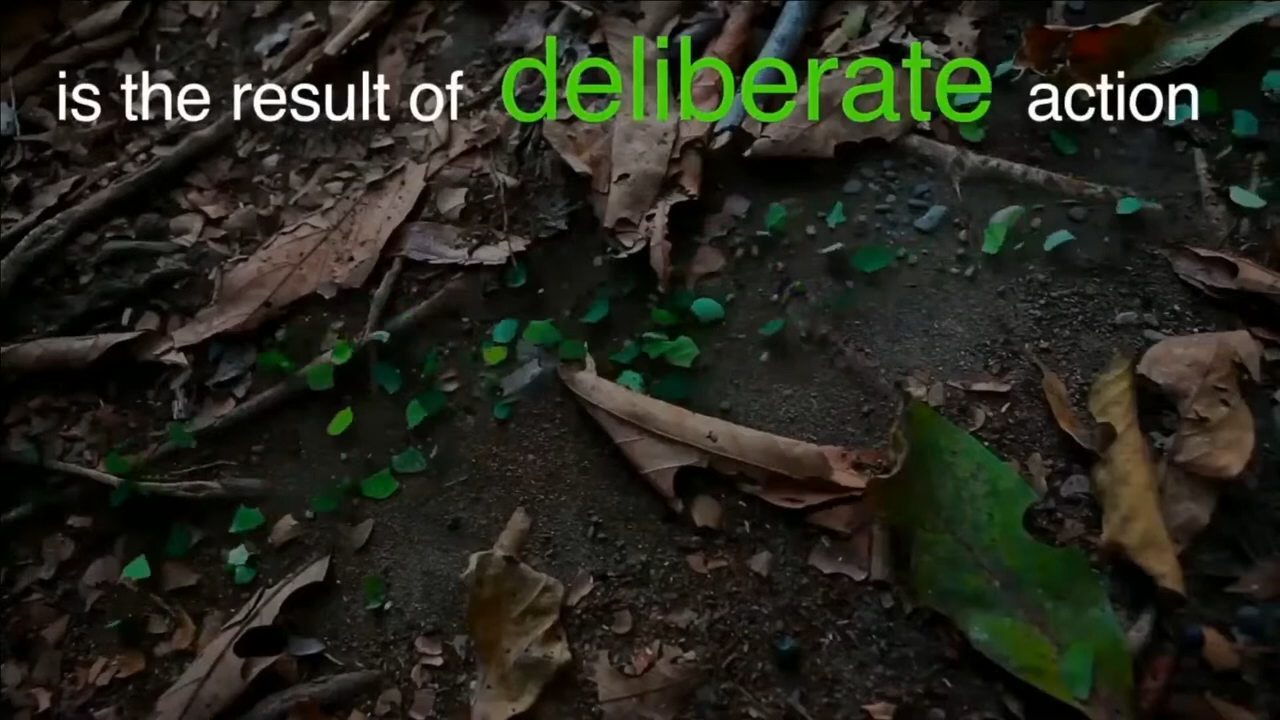 is the result of deliberate action